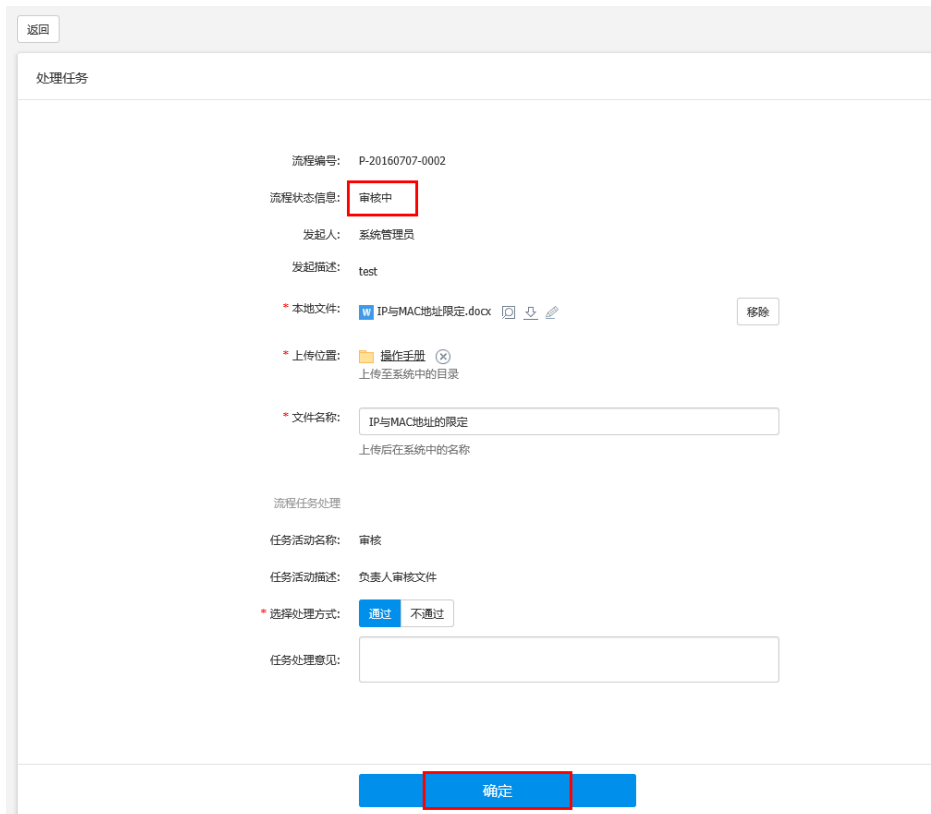 返回
处理任务
流程编号: P-20160707-0002
流程状态信息: 审核中
发起人: 系统管理员
发起描述: test
* 本地文件: W IP与MAC地址限定.docx 移除
* 上传位置: 操作手册
上传至系统中的目录
* 文件名称: IP与MAC地址的限定
上传后在系统中的名称
流程任务处理
任务活动名称: 审核
任务活动描述: 负责人审核文件
* 选择处理方式: 通过 不通过
任务处理意见:
确定